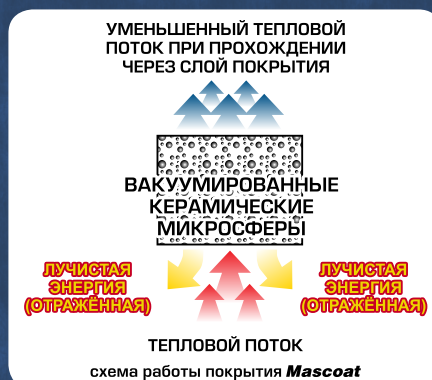 УМЕНЬШЕННЫЙ ТЕПЛОВОЙ
ПОТОК ПРИ ПРОХОЖДЕНИИ
ЧЕРЕЗ СЛОЙ ПОКРЫТИЯ
ВАКУУМИРОВАННЫЕ
КЕРАМИЧЕСКИЕ
МИКРОСФЕРЫ
ЛУЧИСТАЯ
ЭНЕРГИЯ
(ОТРАЖЁННАЯ)
ЛУЧИСТАЯ
ЭНЕРГИЯ
(ОТРАЖЁННАЯ)
ТЕПЛОВОЙ ПОТОК
схема работы покрытия Mascoat